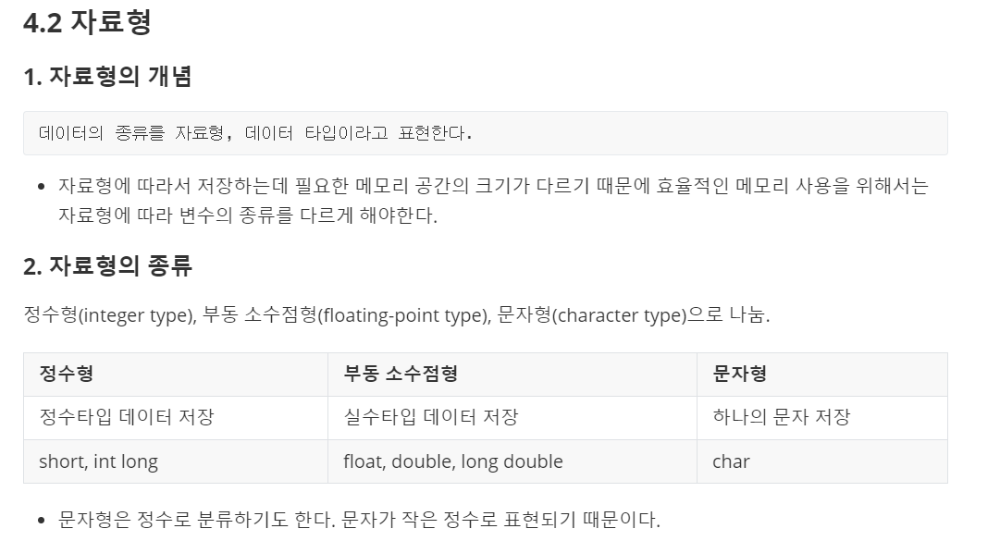 4.2 자료형
1. 자료형의 개념
데이터의 종류를 자료형, 데이터 타입이라고 표현한다.
• 자료형에 따라서 저장하는데 필요한 메모리 공간의 크기가 다르기 때문에 효율적인 메모리 사용을 위해서는
자료형에 따라 변수의 종류를 다르게 해야한다.
2. 자료형의 종류
정수형(integer type), 부동 소수점형(floating-point type), 문자형(character type)으로 나눔.
정수형 부동 소수점형 문자형
정수타입 데이터 저장 실수타입 데이터 저장 하나의 문자 저장
short, int long float, double, long double char
• 문자형은 정수로 분류하기도 한다. 문자가 작은 정수로 표현되기 때문이다.